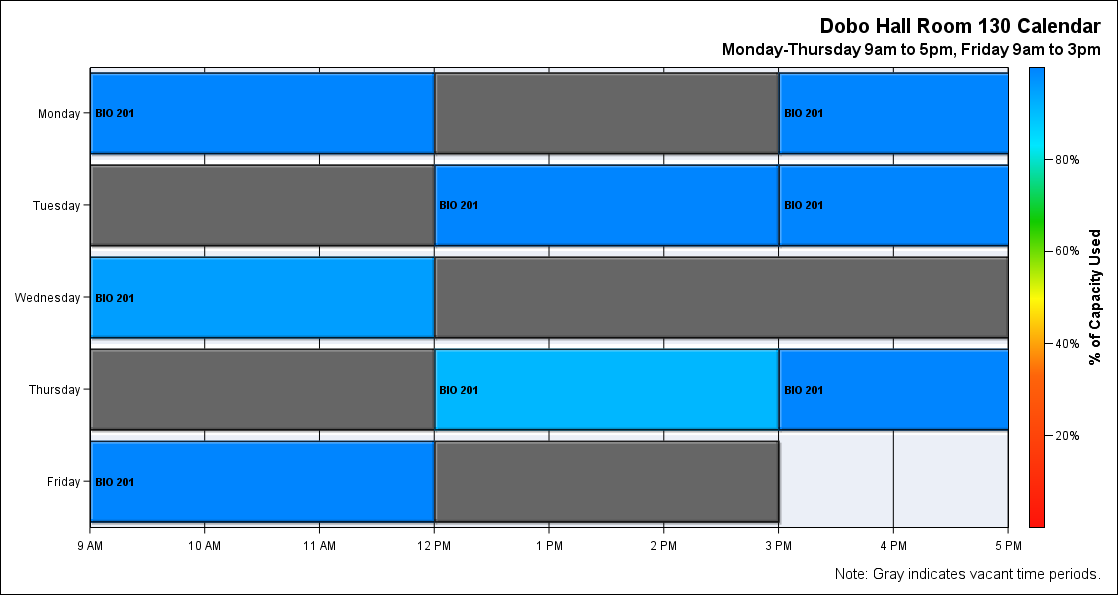 Dobo Hall Room 130 Calendar
Monday-Thursday 9am to 5pm, Friday 9am to 3pm
Monday
BIO 201
BIO 201
Tuesday
BIO 201
BIO 201
Wednesday
BIO 201
Thursday
BIO 201
BIO 201
Friday
BIO 201
80%
60%
40%
20%
% of Capacity Used
9 AM 10 AM 11 AM 12 PM 1 PM 2 PM 3 PM 4 PM 5 PM
Note: Gray indicates vacant time periods.